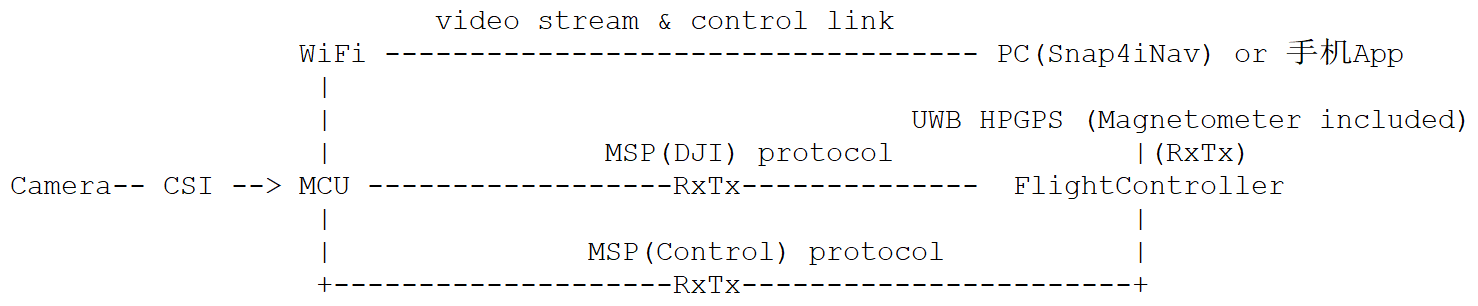 video stream & control link
WiFi ----------------------------------- PC(Snap4iNav) or 手机App
|
| UWB HPGPS (Magnetometer included)
| MSP(DJI) protocol |(RxTx)
Camera-- CSI --> MCU ------------------RxTx-------------- FlightController
| |
| MSP(Control) protocol |
+--------------------RxTx-----------------------+